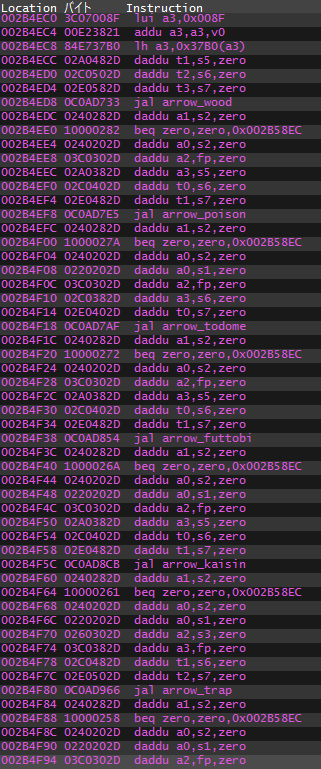 Location バイト Instruction
002B4EC0 3C07008F lui a3,0x008F
002B4EC4 00E23821 addu a3,a3,v0
002B4EC8 84E737B0 lh a3,0x37B0(a3)
002B4ECC 02A0482D daddu t1,s5,zero
002B4ED0 02C0502D daddu t2,s6,zero
002B4ED4 02E0582D daddu t3,s7,zero
002B4ED8 0C0AD733 jal arrow_wood
002B4EDC 0240282D daddu a1,s2,zero
002B4EE0 10000282 beq zero,zero,0x002B58EC
002B4EE4 0240282D daddu a0,s2,zero
002B4EE8 03C0302D daddu a2,fp,zero
002B4EEC 02A0382D daddu a3,s5,zero
002B4EF0 02C0402D daddu t0,s6,zero
002B4EF4 02E0482D daddu t1,s7,zero
002B4EF8 0C0AD7E5 jal arrow_poison
002B4EFC 0240282D daddu a1,s2,zero
002B4F00 1000027A beq zero,zero,0x002B58EC
002B4F04 0240282D daddu a0,s2,zero
002B4F08 0220202D daddu a0,s1,zero
002B4F0C 03C0302D daddu a2,fp,zero
002B4F10 02C0382D daddu a3,s6,zero
002B4F14 02E0402D daddu t0,s7,zero
002B4F18 0C0AD7AF jal arrow_todome
002B4F1C 0240282D daddu a1,s2,zero
002B4F20 10000272 beq zero,zero,0x002B58EC
002B4F24 0240282D daddu a0,s2,zero
002B4F28 03C0302D daddu a2,fp,zero
002B4F2C 02A0382D daddu a3,s5,zero
002B4F30 02C0402D daddu t0,s6,zero
002B4F34 02E0482D daddu t1,s7,zero
002B4F38 0C0AD854 jal arrow_futtobi
002B4F3C 0240282D daddu a1,s2,zero
002B4F40 1000026A beq zero,zero,0x002B58EC
002B4F44 0240282D daddu a0,s2,zero
002B4F48 0220202D daddu a0,s1,zero
002B4F4C 03C0302D daddu a2,fp,zero
002B4F50 02A0382D daddu a3,s5,zero
002B4F54 02C0402D daddu t0,s6,zero
002B4F58 02E0482D daddu t1,s7,zero
002B4F5C 0C0AD8CB jal arrow_kaisin
002B4F60 0240282D daddu a1,s2,zero
002B4F64 10000261 beq zero,zero,0x002B58EC
002B4F68 0240282D daddu a0,s2,zero
002B4F6C 0220202D daddu a0,s1,zero
002B4F70 0260302D daddu a2,s3,zero
002B4F74 03C0382D daddu a3,fp,zero
002B4F78 02C0482D daddu t1,s6,zero
002B4F7C 02E0502D daddu t2,s7,zero
002B4F80 0C0AD966 jal arrow_trap
002B4F84 0240282D daddu a1,s2,zero
002B4F88 10000258 beq zero,zero,0x002B58EC
002B4F8C 0240282D daddu a0,s2,zero
002B4F90 0220202D daddu a0,s1,zero
002B4F94 03C0302D daddu a2,fp,zero